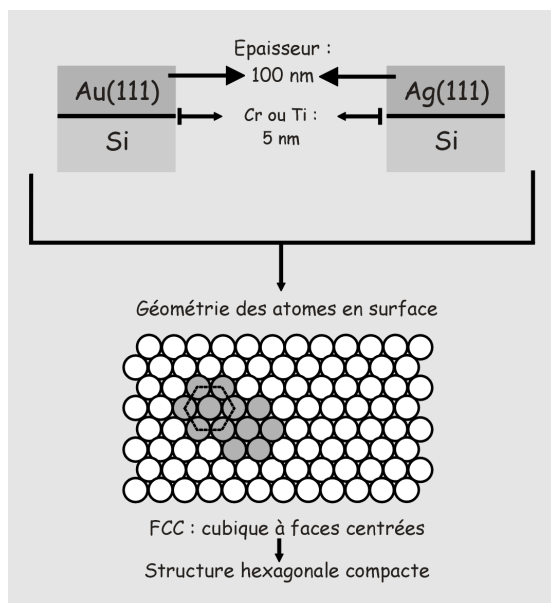 Epaisseur :
100 nm
Au(111)
Ag(111)
Cr ou Ti :
5 nm
Si
Si
Géométrie des atomes en surface
FCC : cubique à faces centrées
Structure hexagonale compacte